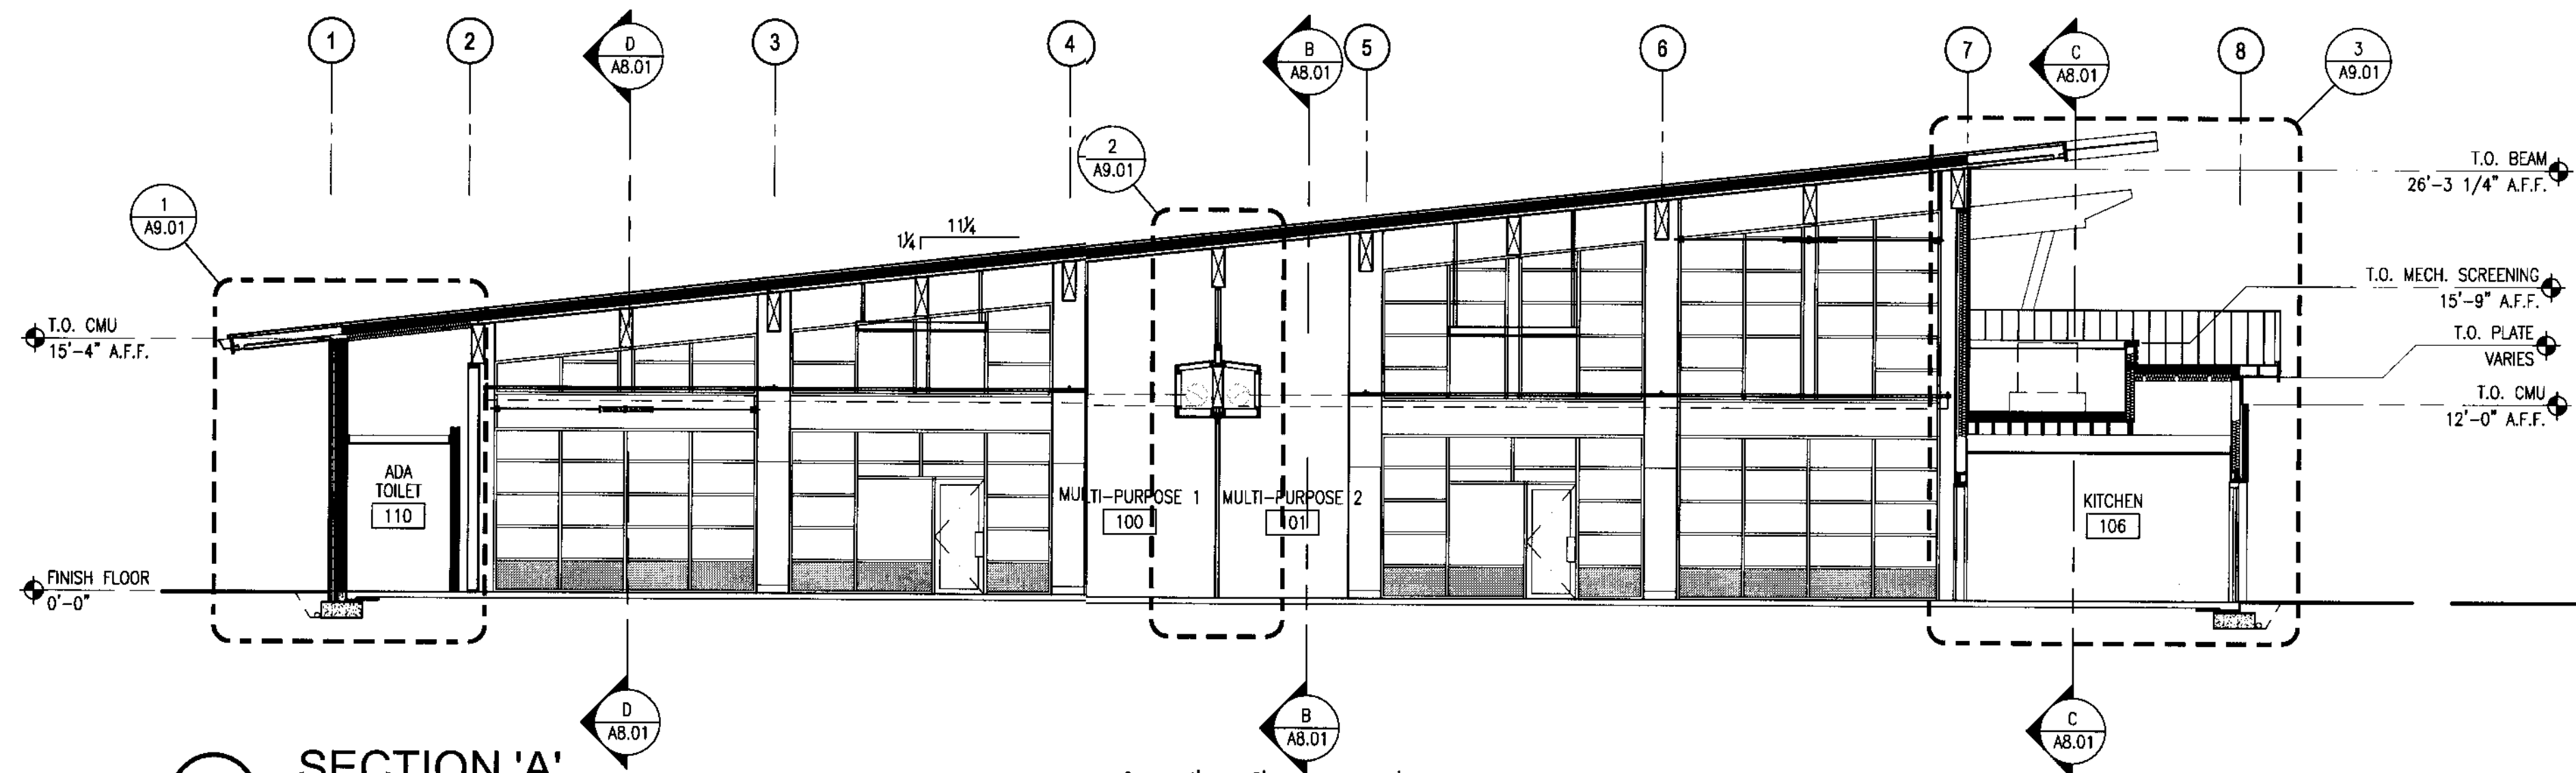 1
2
D
A8.01
3
4
B
A8.01
5
6
7
C
A8.01
8
3
A9.01
2
A9.01
1
A9.01
T.O. BEAM
26'-3 1/4" A.F.F.
11 1/4
1 1/4
T.O. MECH. SCREENING
15'-9" A.F.F.
T.O. CMU
15'-4" A.F.F.
T.O. PLATE
VARIES
T.O. CMU
12'-0" A.F.F.
ADA
TOILET
110
MULTI-PURPOSE 1
100
MULTI-PURPOSE 2
101
KITCHEN
106
FINISH FLOOR
0'-0"
D
A8.01
B
A8.01
C
A8.01
SECTION 'A'